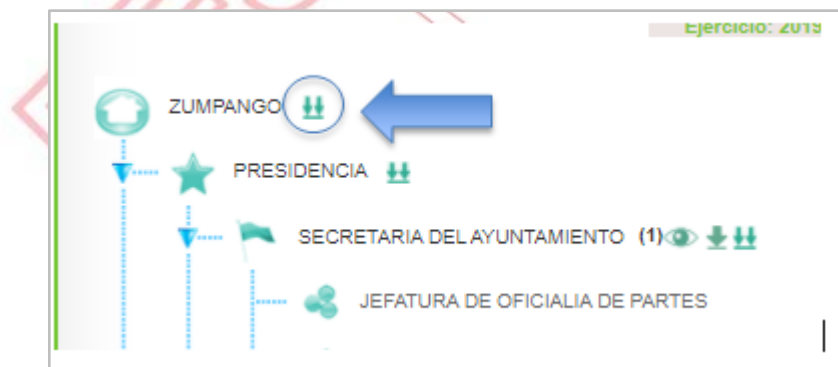 Ejercicio: 2019
ZUMPANGO
PRESIDENCIA
SECRETARIA DEL AYUNTAMIENTO (1)
JEFATURA DE OFICIALIA DE PARTES